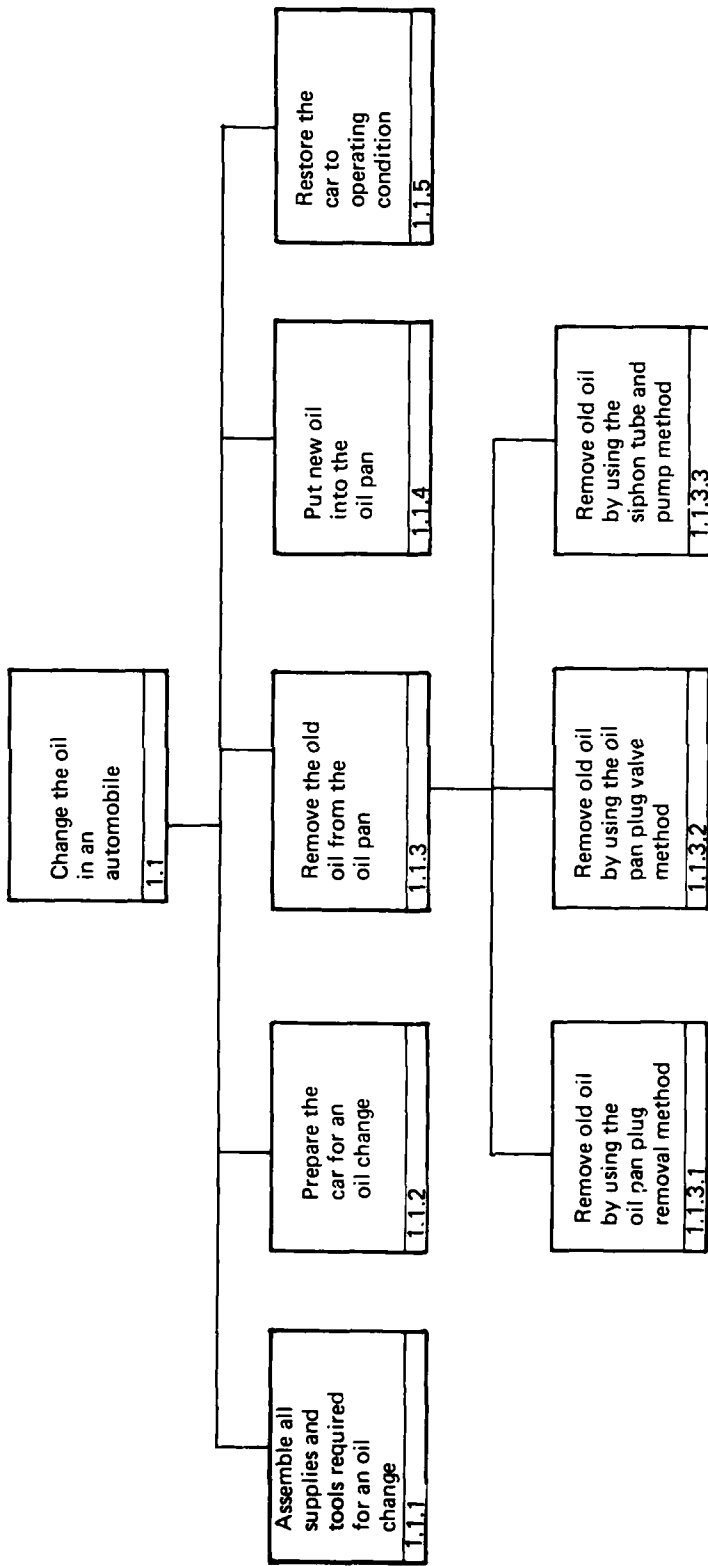 Change the oil
in an
automobile
1.1
Assemble all
supplies and
tools required
for an oil
change
1.1.1
Prepare the
car for an
oil change
1.1.2
Remove the old
oil from the
oil pan
1.1.3
Put new oil
into the
oil pan
1.1.4
Restore the
car to
operating
condition
1.1.5
Remove old oil
by using the
oil pan plug
removal method
1.1.3.1
Remove old oil
by using the oil
pan plug valve
method
1.1.3.2
Remove old oil
by using the
siphon tube and
pump method
1.1.3.3